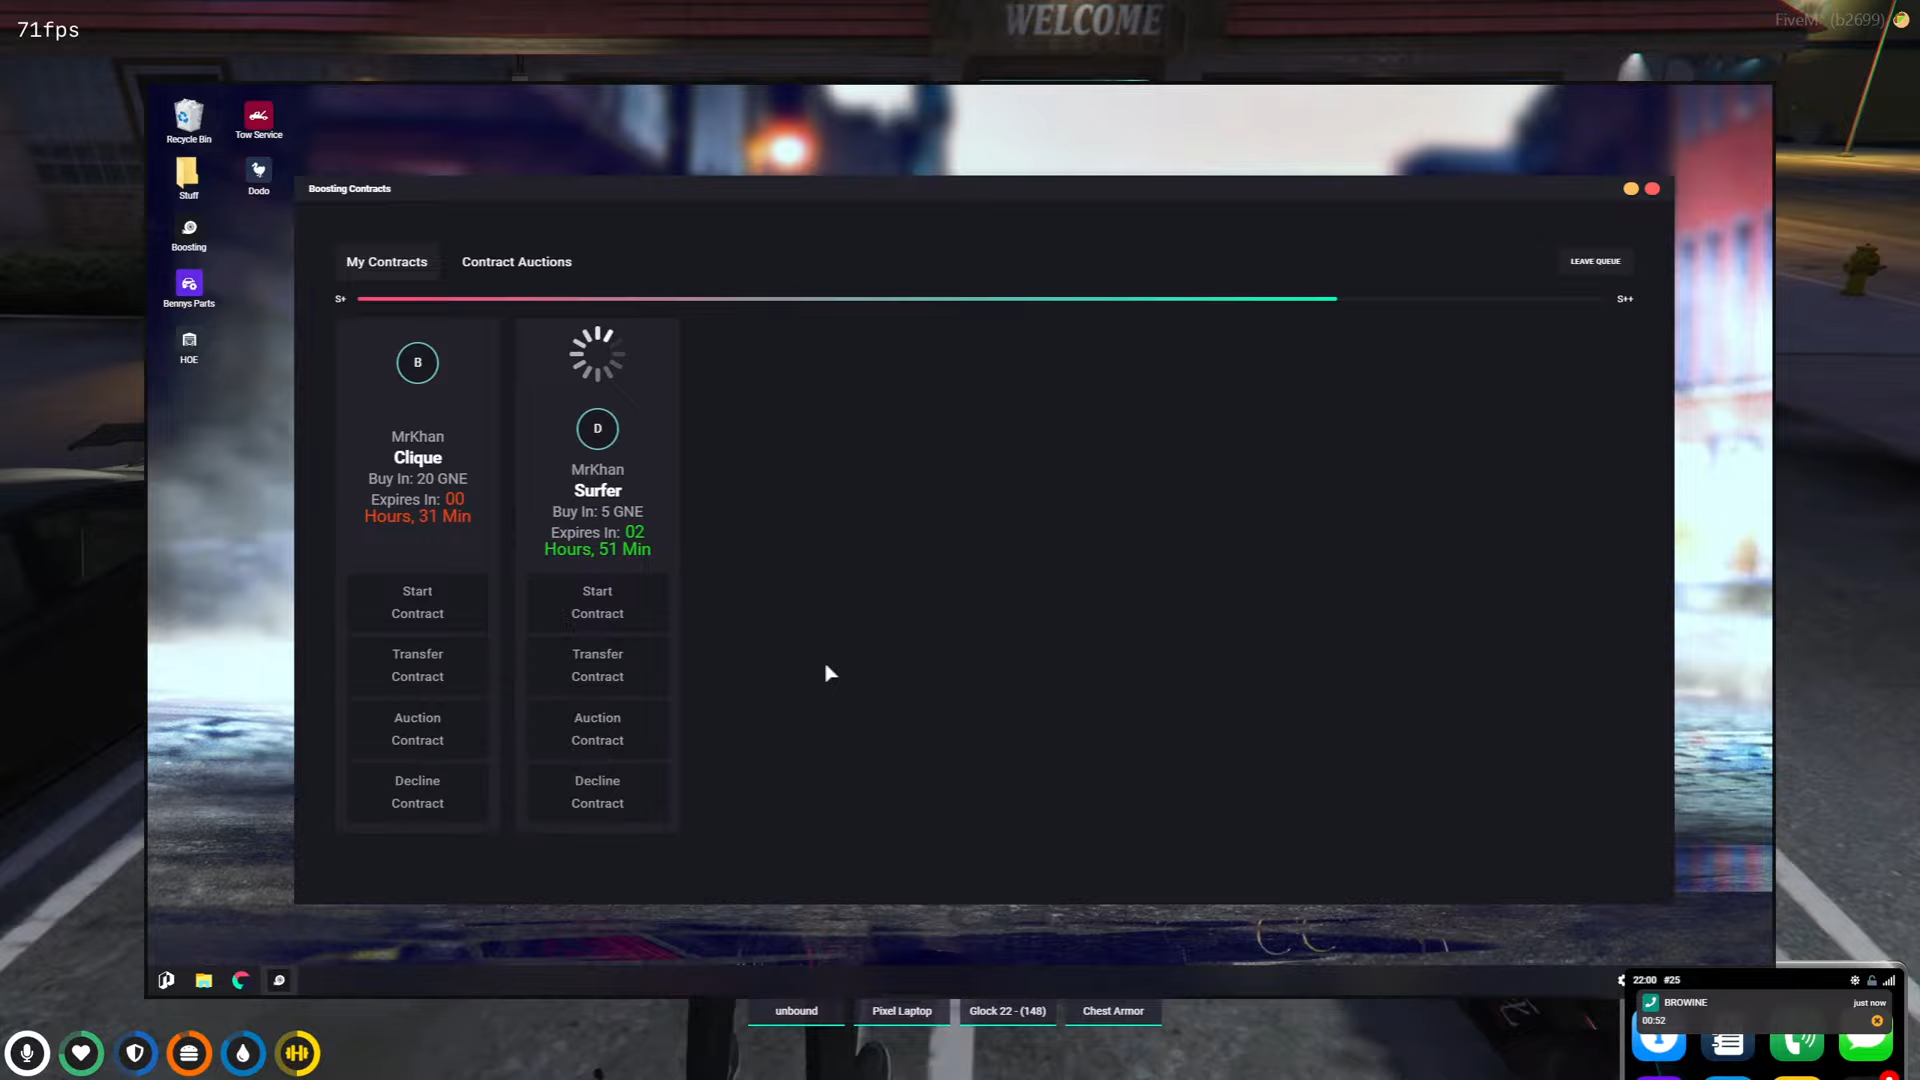 71fps
WELCOME
FiveM (b2699)
Recycle Bin
Tow Service
Stuff
Dodo
Boosting
Bennys Parts
HOE
Boosting Contracts
My Contracts
Contract Auctions
LEAVE QUEUE
S+
S++
B
MrKhan
Clique
Buy In: 20 GNE
Expires In: 00
Hours, 31 Min
Start
Contract
Transfer
Contract
Auction
Contract
Decline
Contract
D
MrKhan
Surfer
Buy In: 5 GNE
Expires In: 02
Hours, 51 Min
Start
Contract
Transfer
Contract
Auction
Contract
Decline
Contract
unbound
Pixel Laptop
Glock 22 - (148)
Chest Armor
22:00 #25
BROWINE
just now
00:52